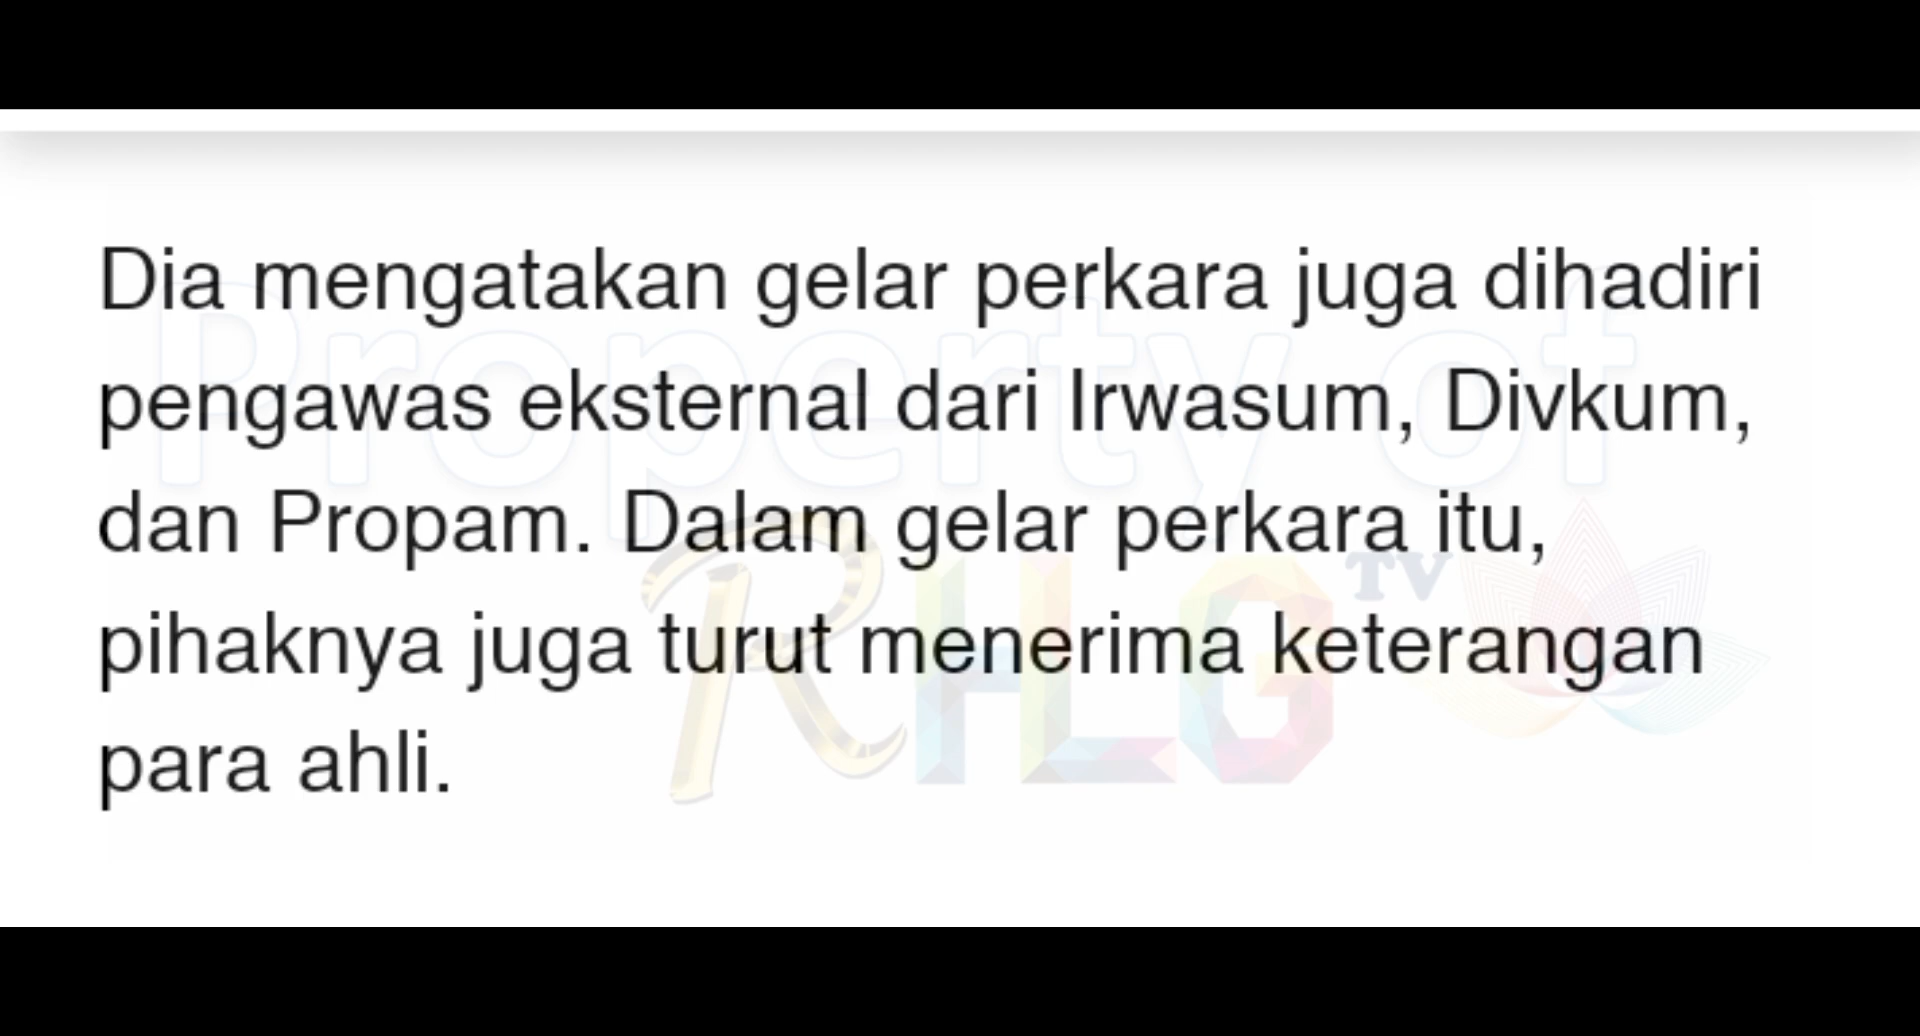 Dia mengatakan gelar perkara juga dihadiri
pengawas eksternal dari Irwasum, Divkum,
dan Propam. Dalam gelar perkara itu,
pihaknya juga turut menerima keterangan
para ahli.
Property of
RHLG TV